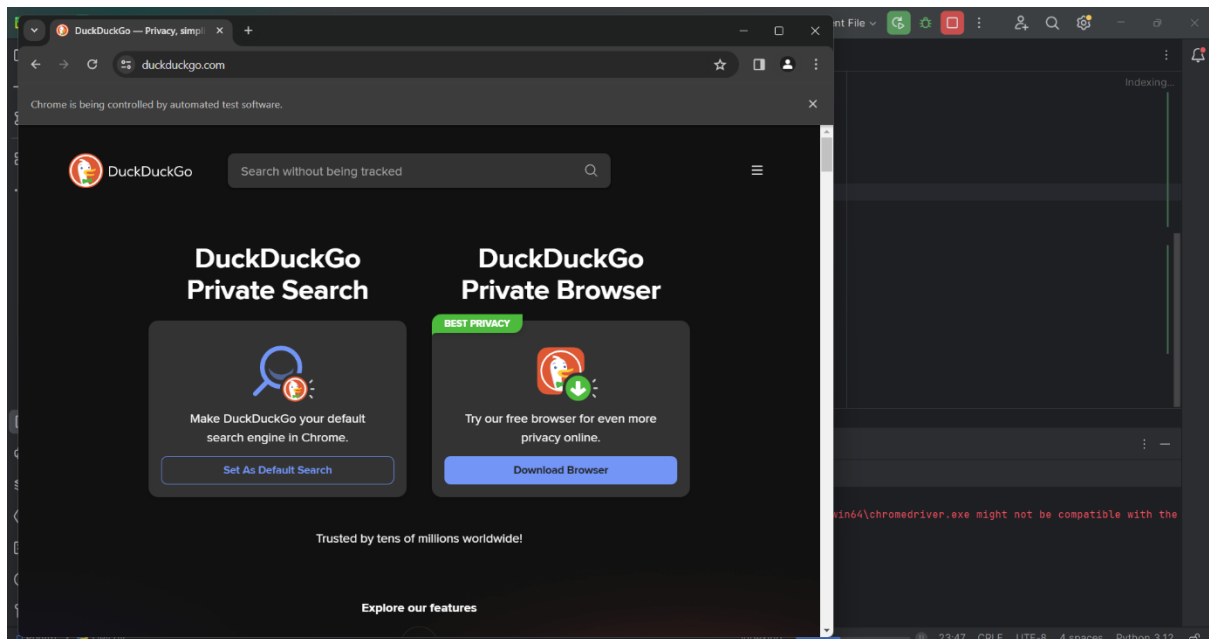 DuckDuckGo — Privacy, simpl
nt File
duckduckgo.com
Indexing...
Chrome is being controlled by automated test software.
DuckDuckGo
Search without being tracked
DuckDuckGo
Private Search
DuckDuckGo
Private Browser
BEST PRIVACY
Make DuckDuckGo your default
search engine in Chrome.
Set As Default Search
Try our free browser for even more
privacy online.
Download Browser
win64\chromedriver.exe might not be compatible with the
Trusted by tens of millions worldwide!
Explore our features
23:47 CRLF UTF-8 4 spaces Python 3.12